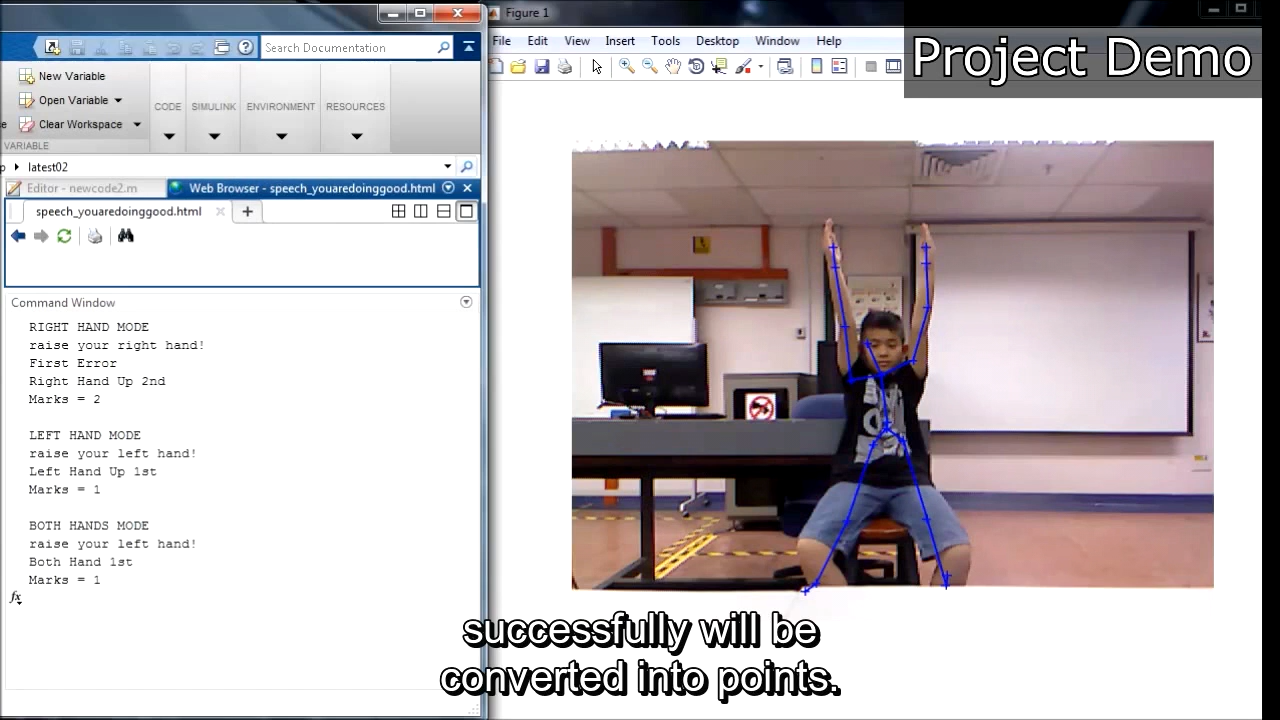 Figure 1
Search Documentation
New Variable
Open Variable
Clear Workspace
VARIABLE
CODE
SIMULINK
ENVIRONMENT
RESOURCES
latest02
Editor - newcode2.m
Web Browser - speech_youaredoinggood.html
speech_youaredoinggood.html
Command Window
RIGHT HAND MODE
raise your right hand!
First Error
Right Hand Up 2nd
Marks = 2
LEFT HAND MODE
raise your left hand!
Left Hand Up 1st
Marks = 1
BOTH HANDS MODE
raise your left hand!
Both Hand 1st
Marks = 1
fx
File Edit View Insert Tools Desktop Window Help
Project Demo
successfully will be
converted into points.